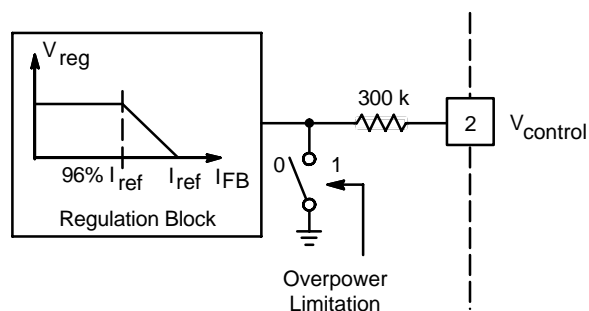 V reg
300 k
2
V control
0 1
96% I ref I ref I FB
Regulation Block
Overpower
Limitation